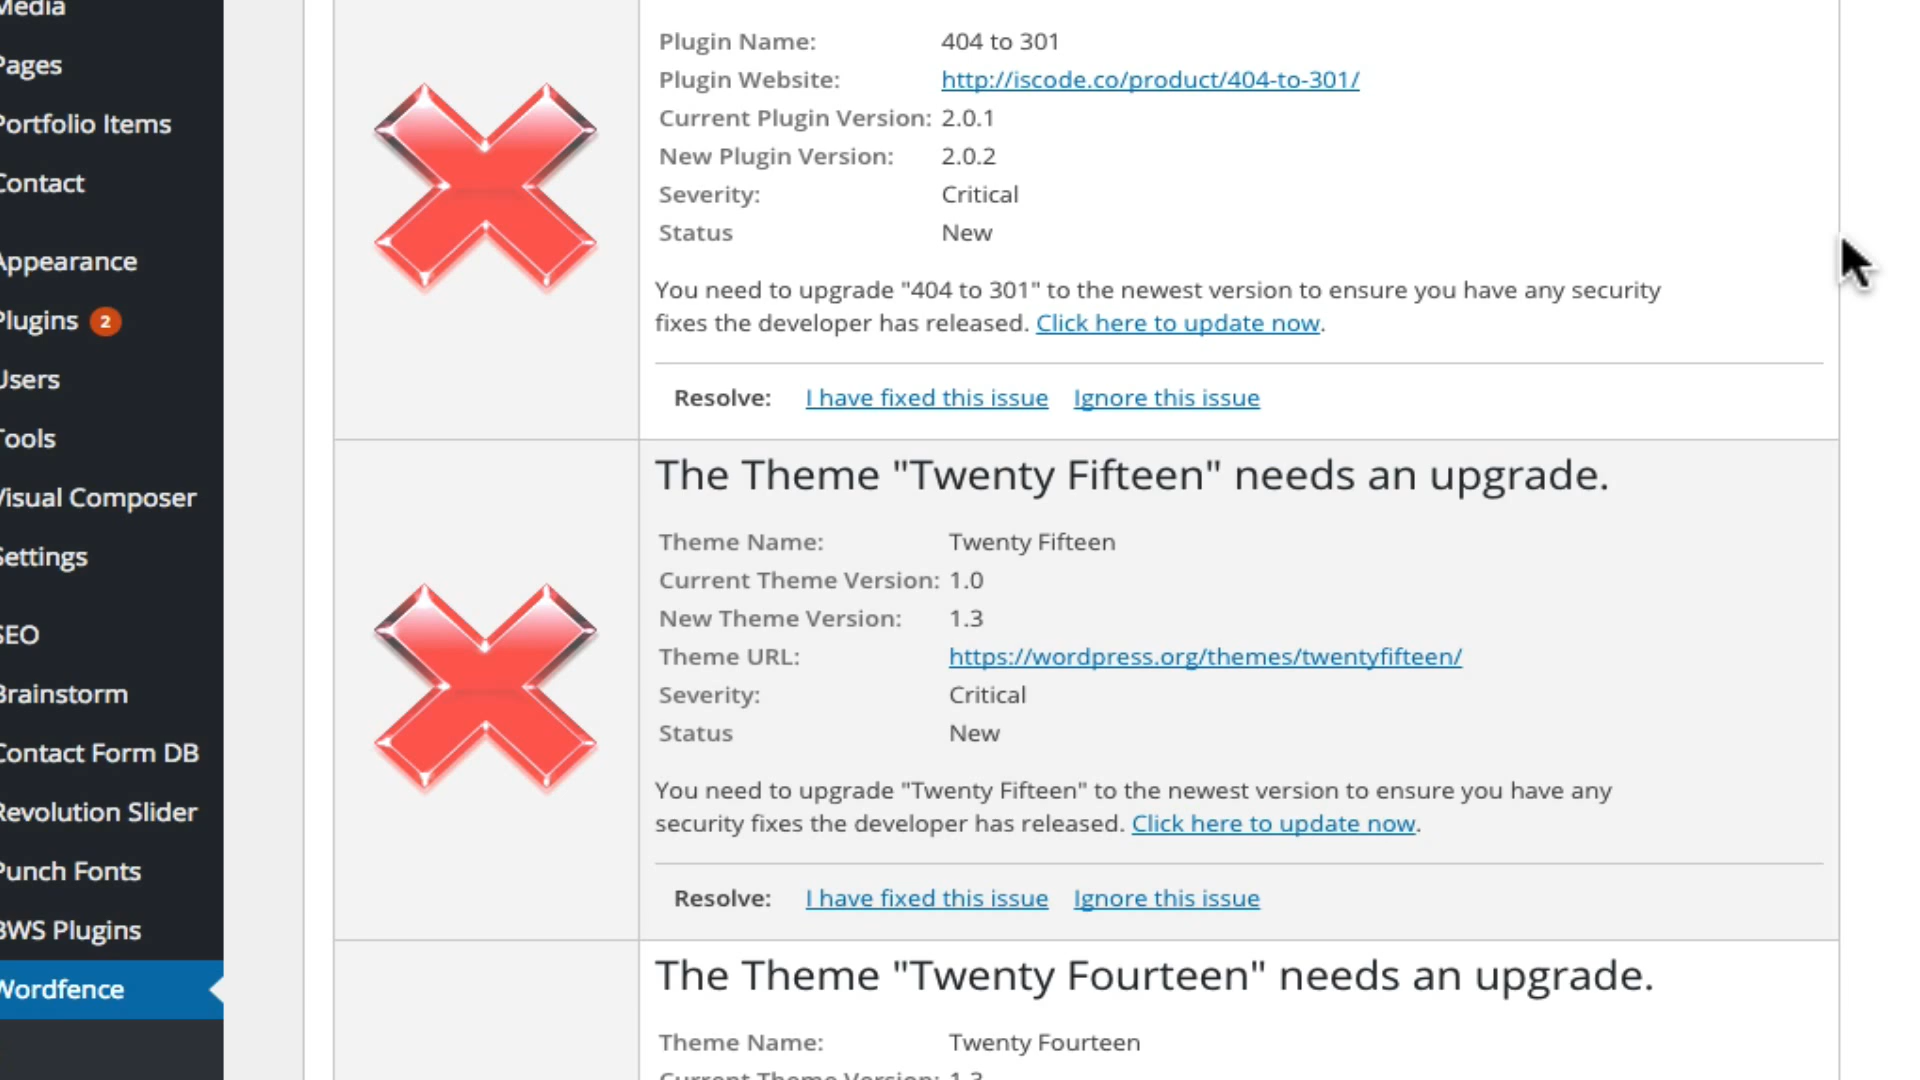 Media
Pages
Portfolio Items
Contact
Appearance
Plugins 2
Users
Tools
Visual Composer
Settings
SEO
Brainstorm
Contact Form DB
Revolution Slider
Punch Fonts
BWS Plugins
Wordfence
Plugin Name: 404 to 301
Plugin Website: http://iscode.co/product/404-to-301/
Current Plugin Version: 2.0.1
New Plugin Version: 2.0.2
Severity: Critical
Status New
You need to upgrade "404 to 301" to the newest version to ensure you have any security
fixes the developer has released. Click here to update now.
Resolve: I have fixed this issue Ignore this issue
The Theme "Twenty Fifteen" needs an upgrade.
Theme Name: Twenty Fifteen
Current Theme Version: 1.0
New Theme Version: 1.3
Theme URL: https://wordpress.org/themes/twentyfifteen/
Severity: Critical
Status New
You need to upgrade "Twenty Fifteen" to the newest version to ensure you have any
security fixes the developer has released. Click here to update now.
Resolve: I have fixed this issue Ignore this issue
The Theme "Twenty Fourteen" needs an upgrade.
Theme Name: Twenty Fourteen
Current Theme Version: 1.3